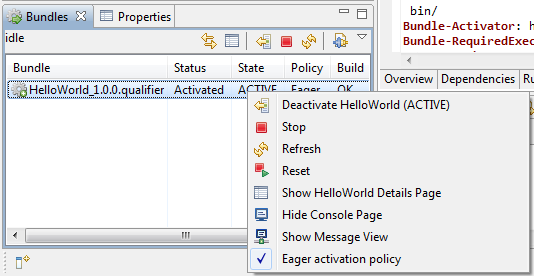 Bundles
Properties
idle
Bundle Status State Policy Build
HelloWorld_1.0.0.qualifier Activated ACTIVE Eager OK
bin/
Bundle-Activator: h
Bundle-RequiredExec
Overview Dependencies Ru
Deactivate HelloWorld (ACTIVE)
Stop
Refresh
Reset
Show HelloWorld Details Page
Hide Console Page
Show Message View
Eager activation policy